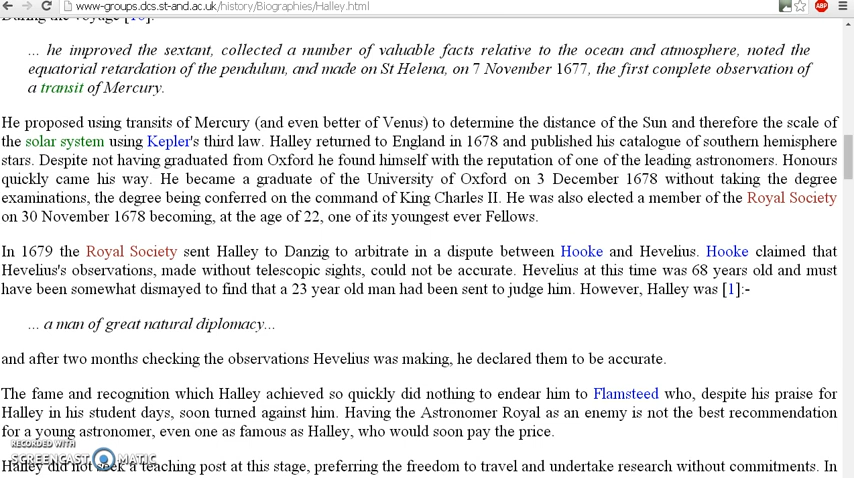 www-groups.dcs.st-and.ac.uk/history/Biographies/Halley.html
ABP
During the voyage [10]:
... he improved the sextant, collected a number of valuable facts relative to the ocean and atmosphere, noted the
equatorial retardation of the pendulum, and made on St Helena, on 7 November 1677, the first complete observation of
a transit of Mercury.
He proposed using transits of Mercury (and even better of Venus) to determine the distance of the Sun and therefore the scale of
the solar system using Kepler's third law. Halley returned to England in 1678 and published his catalogue of southern hemisphere
stars. Despite not having graduated from Oxford he found himself with the reputation of one of the leading astronomers. Honours
quickly came his way. He became a graduate of the University of Oxford on 3 December 1678 without taking the degree
examinations, the degree being conferred on the command of King Charles II. He was also elected a member of the Royal Society
on 30 November 1678 becoming, at the age of 22, one of its youngest ever Fellows.
In 1679 the Royal Society sent Halley to Danzig to arbitrate in a dispute between Hooke and Hevelius. Hooke claimed that
Hevelius's observations, made without telescopic sights, could not be accurate. Hevelius at this time was 68 years old and must
have been somewhat dismayed to find that a 23 year old man had been sent to judge him. However, Halley was [1]:-
... a man of great natural diplomacy...
and after two months checking the observations Hevelius was making, he declared them to be accurate.
The fame and recognition which Halley achieved so quickly did nothing to endear him to Flamsteed who, despite his praise for
Halley in his student days, soon turned against him. Having the Astronomer Royal as an enemy is not the best recommendation
for a young astronomer, even one as famous as Halley, who would soon pay the price.
RECORDED WITH
SCREENCAST MATIC
Halley did not seek a teaching post at this stage, preferring the freedom to travel and undertake research without commitments. In